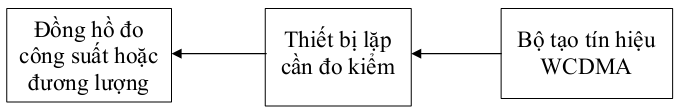 Đồng hồ đo
công suất hoặc
đương lượng
Thiết bị lặp
cần đo kiểm
Bộ tạo tín hiệu
WCDMA